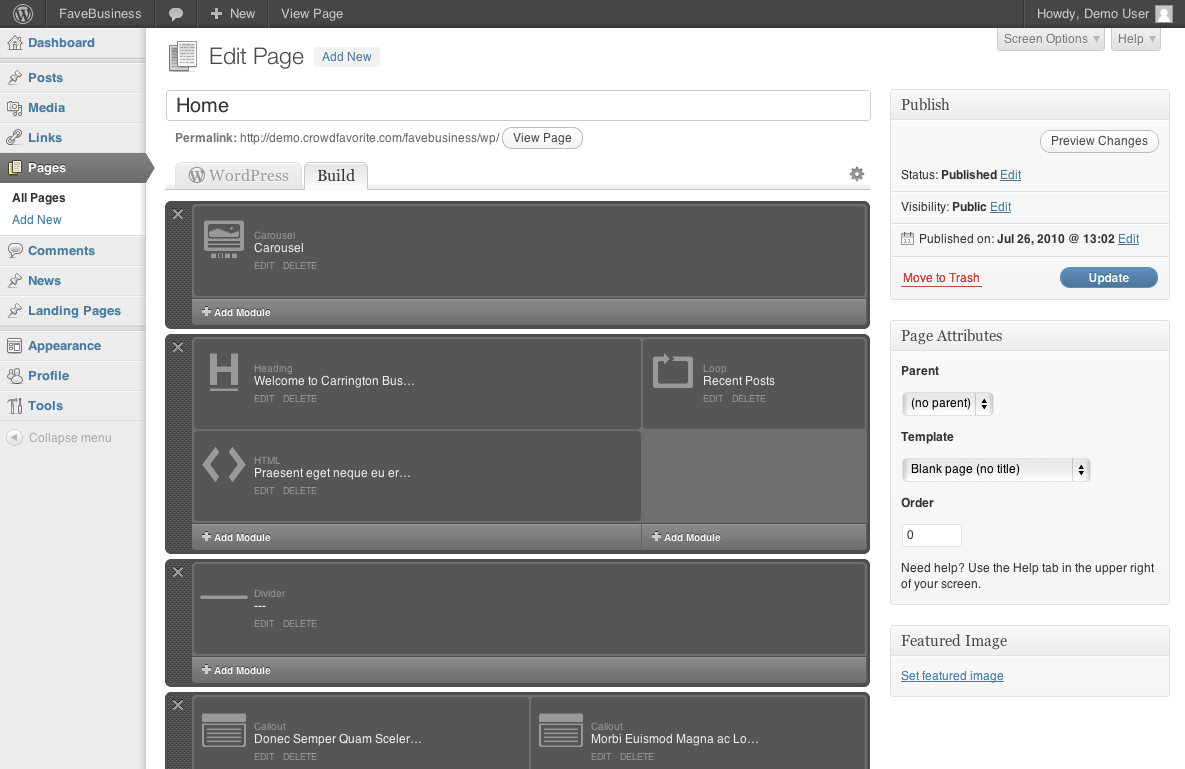 FaveBusiness
New
View Page
Howdy, Demo User
Dashboard
Posts
Media
Links
Pages
All Pages
Add New
Comments
News
Landing Pages
Appearance
Profile
Tools
Collapse menu
Screen Options
Help
Edit Page
Add New
Home
Permalink: http://demo.crowdfavorite.com/favebusiness/wp/ View Page
WordPress
Build
Carousel
Carousel
EDIT DELETE
Add Module
Heading
Welcome to Carrington Bus…
EDIT DELETE
Loop
Recent Posts
EDIT DELETE
HTML
Praesent eget neque eu er…
EDIT DELETE
Add Module
Add Module
Divider
---
EDIT DELETE
Add Module
Callout
Donec Semper Quam Sceler…
EDIT DELETE
Callout
Morbi Euismod Magna ac Lo…
EDIT DELETE
Publish
Preview Changes
Status: Published Edit
Visibility: Public Edit
Published on: Jul 26, 2010 @ 13:02 Edit
Move to Trash
Update
Page Attributes
Parent
(no parent)
Template
Blank page (no title)
Order
0
Need help? Use the Help tab in the upper right
of your screen.
Featured Image
Set featured image